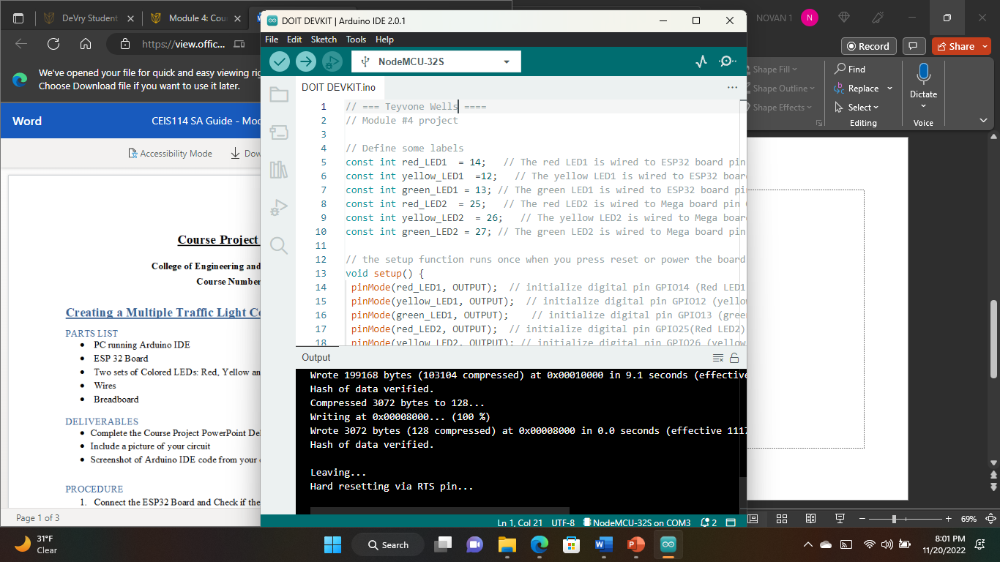 DeVry Student
Module 4: Cou
DOIT DEVKIT | Arduino IDE 2.0.1
NOVAN 1
N
https://view.offic...
File Edit Sketch Tools Help
Record
Share
NodeMCU-32S
We've opened your file for quick and easy viewing rig
Choose Download file if you want to use it later.
Shape Fill
Shape Outline
Shape Effects
Find
Replace
Select
Editing
Dictate
Voice
DOIT DEVKIT.ino
Word
CEIS114 SA Guide - Mod
Accessibility Mode
Dow
1 // === Teyvone Wells ====
2 // Module #4 project
3
4 // Define some labels
5 const int red_LED1  = 14;   // The red LED1 is wired to ESP32 board pin
6 const int yellow_LED1  =12;   // The yellow LED1 is wired to ESP32 boar
7 const int green_LED1 = 13; // The green LED1 is wired to ESP32 board pi
8 const int red_LED2  = 25;   // The red LED2 is wired to Mega board pin
9 const int yellow_LED2  = 26;   // The yellow LED2 is wired to Mega boar
10 const int green_LED2 = 27; // The green LED2 is wired to Mega board pin
11
12 // the setup function runs once when you press reset or power the board
13 void setup() {
14 pinMode(red_LED1, OUTPUT);  // initialize digital pin GPIO14 (Red LED1
15 pinMode(yellow_LED1, OUTPUT);  // initialize digital pin GPIO12 (yello
16 pinMode(green_LED1, OUTPUT);    // initialize digital pin GPIO13 (gree
17 pinMode(red_LED2, OUTPUT);  // initialize digital pin GPIO25(Red LED2)
18 pinMode(yellow_LED2, OUTPUT); // initialize digital pin GPIO26 (yellow
Course Project
College of Engineering and
Course Number
Creating a Multiple Traffic Light Co
PARTS LIST
• PC running Arduino IDE
• ESP 32 Board
• Two sets of Colored LEDs: Red, Yellow an
• Wires
• Breadboard
DELIVERABLES
• Complete the Course Project PowerPoint De
• Include a picture of your circuit
• Screenshot of Arduino IDE code from your
PROCEDURE
1. Connect the ESP32 Board and Check if the
Page 1 of 3
Output
Wrote 199168 bytes (103104 compressed) at 0x00010000 in 9.1 seconds (effective
Hash of data verified.
Compressed 3072 bytes to 128...
Writing at 0x00008000... (100 %)
Wrote 3072 bytes (128 compressed) at 0x00008000 in 0.0 seconds (effective 1117
Hash of data verified.
Leaving...
Hard resetting via RTS pin...
Ln 1, Col 21 UTF-8 NodeMCU-32S on COM3 2
69%
31°F
Clear
Search
8:01 PM
11/20/2022